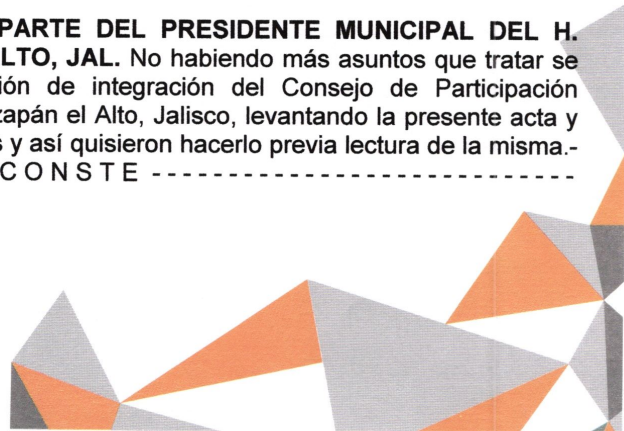 PARTE DEL PRESIDENTE MUNICIPAL DEL H.
LTO, JAL. No habiendo más asuntos que tratar se
ión de integración del Consejo de Participación
zapán el Alto, Jalisco, levantando la presente acta y
s y así quisieron hacerlo previa lectura de la misma.-
C O N S T E - - - - - - - - - - - - - - - - - - - - - - - - - - - - -